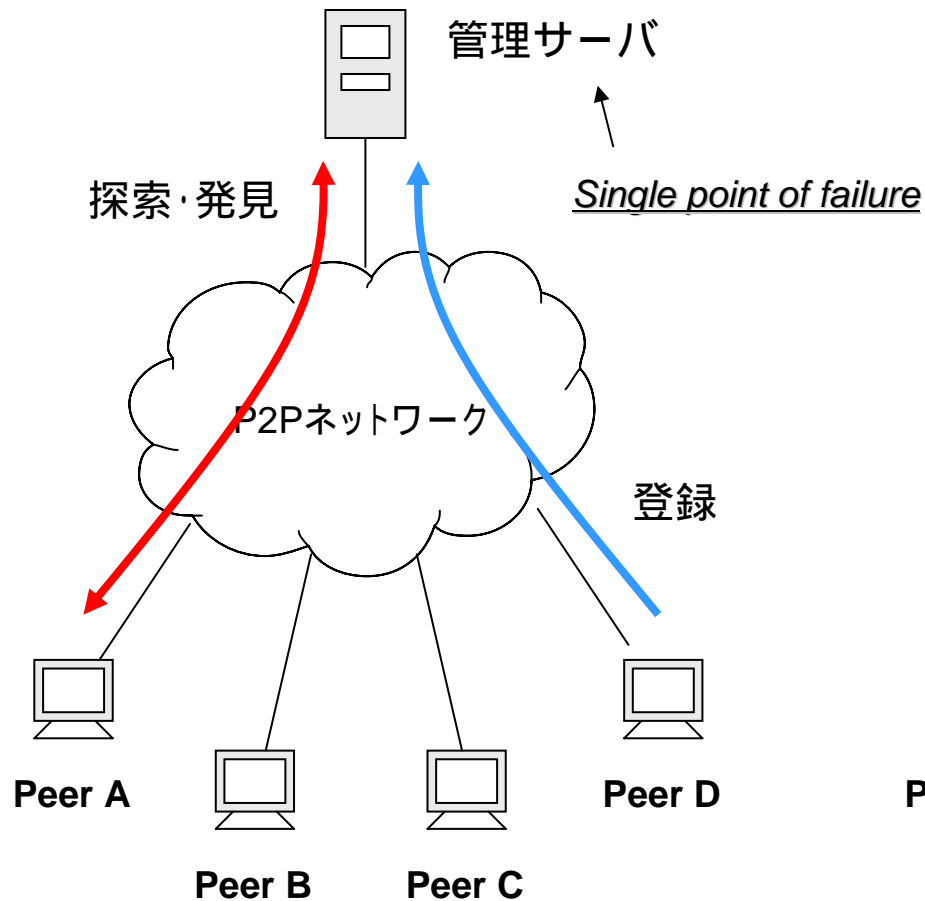 管理サーバ
探索・発見
Single point of failure
P2Pネットワーク
登録
Peer A
Peer D
P
Peer B
Peer C